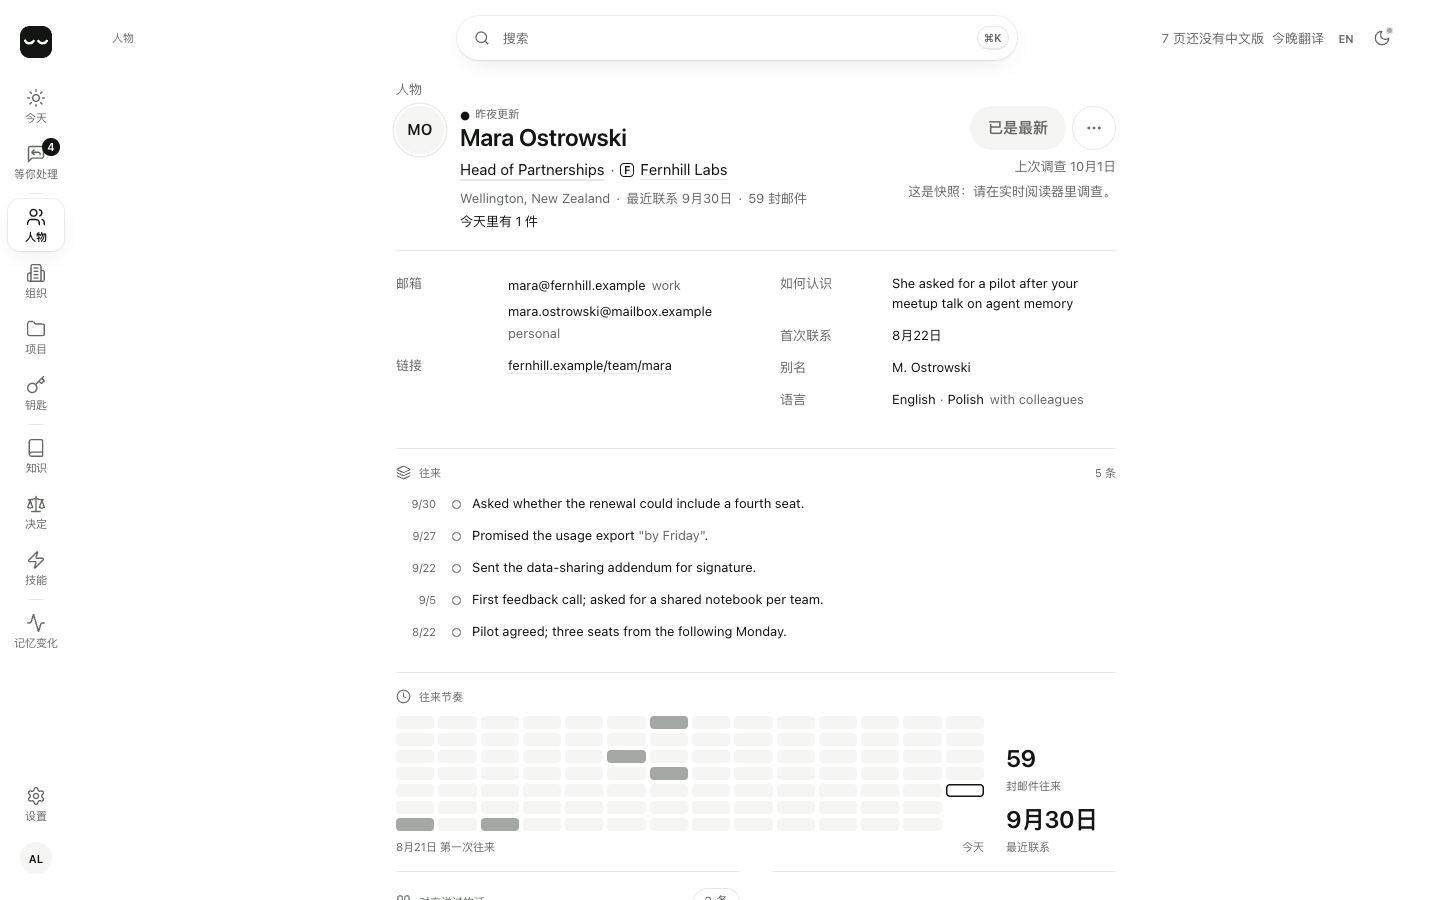 人物
搜索
⌘K
7 页还没有中文版 今晚翻译 EN
今天
4
等你处理
人物
组织
项目
钥匙
知识
决定
技能
记忆变化
设置
AL
人物
MO
昨夜更新
Mara Ostrowski
Head of Partnerships · F Fernhill Labs
Wellington, New Zealand · 最近联系 9月30日 · 59 封邮件
今天里有 1 件
已是最新
上次调查 10月1日
这是快照：请在实时阅读器里调查。
邮箱
mara@fernhill.example work
mara.ostrowski@mailbox.example
personal
链接
fernhill.example/team/mara
如何认识
She asked for a pilot after your
meetup talk on agent memory
首次联系
8月22日
别名
M. Ostrowski
语言
English · Polish with colleagues
往来
5 条
9/30 Asked whether the renewal could include a fourth seat.
9/27 Promised the usage export "by Friday".
9/22 Sent the data-sharing addendum for signature.
9/5 First feedback call; asked for a shared notebook per team.
8/22 Pilot agreed; three seats from the following Monday.
往来节奏
8月21日 第一次往来
今天
59
封邮件往来
9月30日
最近联系